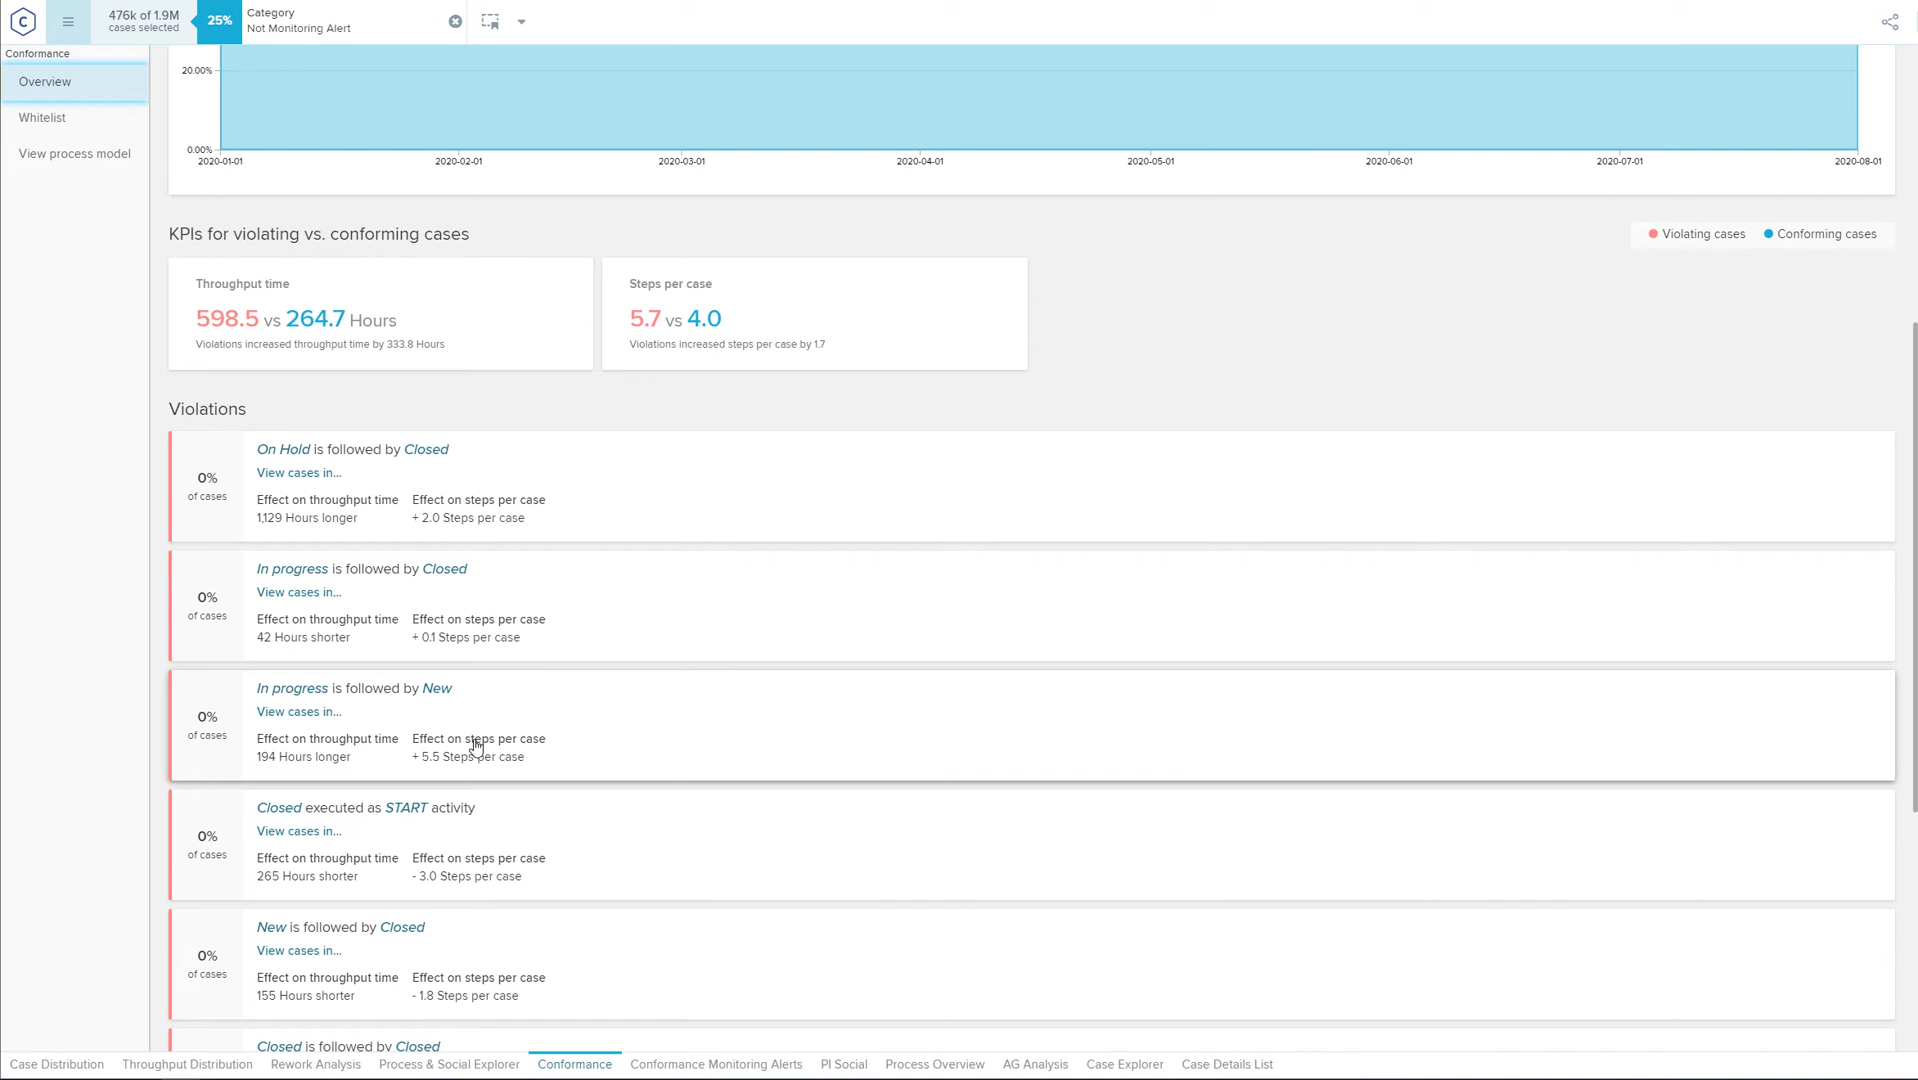 C
476k of 1.9M
cases selected
25%
Category
Not Monitoring Alert
Conformance
Overview
Whitelist
View process model
20.00%
0.00%
2020-01-01
2020-02-01
2020-03-01
2020-04-01
2020-05-01
2020-06-01
2020-07-01
2020-08-01
KPIs for violating vs. conforming cases
Violating cases
Conforming cases
Throughput time
598.5 vs 264.7 Hours
Violations increased throughput time by 333.8 Hours
Steps per case
5.7 vs 4.0
Violations increased steps per case by 1.7
Violations
0%
of cases
On Hold is followed by Closed
View cases in...
Effect on throughput time Effect on steps per case
1,129 Hours longer + 2.0 Steps per case
0%
of cases
In progress is followed by Closed
View cases in...
Effect on throughput time Effect on steps per case
42 Hours shorter + 0.1 Steps per case
0%
of cases
In progress is followed by New
View cases in...
Effect on throughput time Effect on steps per case
194 Hours longer + 5.5 Steps per case
0%
of cases
Closed executed as START activity
View cases in...
Effect on throughput time Effect on steps per case
265 Hours shorter - 3.0 Steps per case
0%
of cases
New is followed by Closed
View cases in...
Effect on throughput time Effect on steps per case
155 Hours shorter - 1.8 Steps per case
Closed is followed by Closed
Case Distribution Throughput Distribution Rework Analysis Process & Social Explorer Conformance Conformance Monitoring Alerts PI Social Process Overview AG Analysis Case Explorer Case Details List